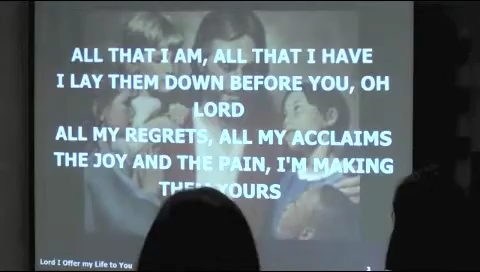 ALL THAT I AM, ALL THAT I HAVE
I LAY THEM DOWN BEFORE YOU, OH
LORD
ALL MY REGRETS, ALL MY ACCLAIMS
THE JOY AND THE PAIN, I'M MAKING
YOURS
Lord I Offer my Life to You